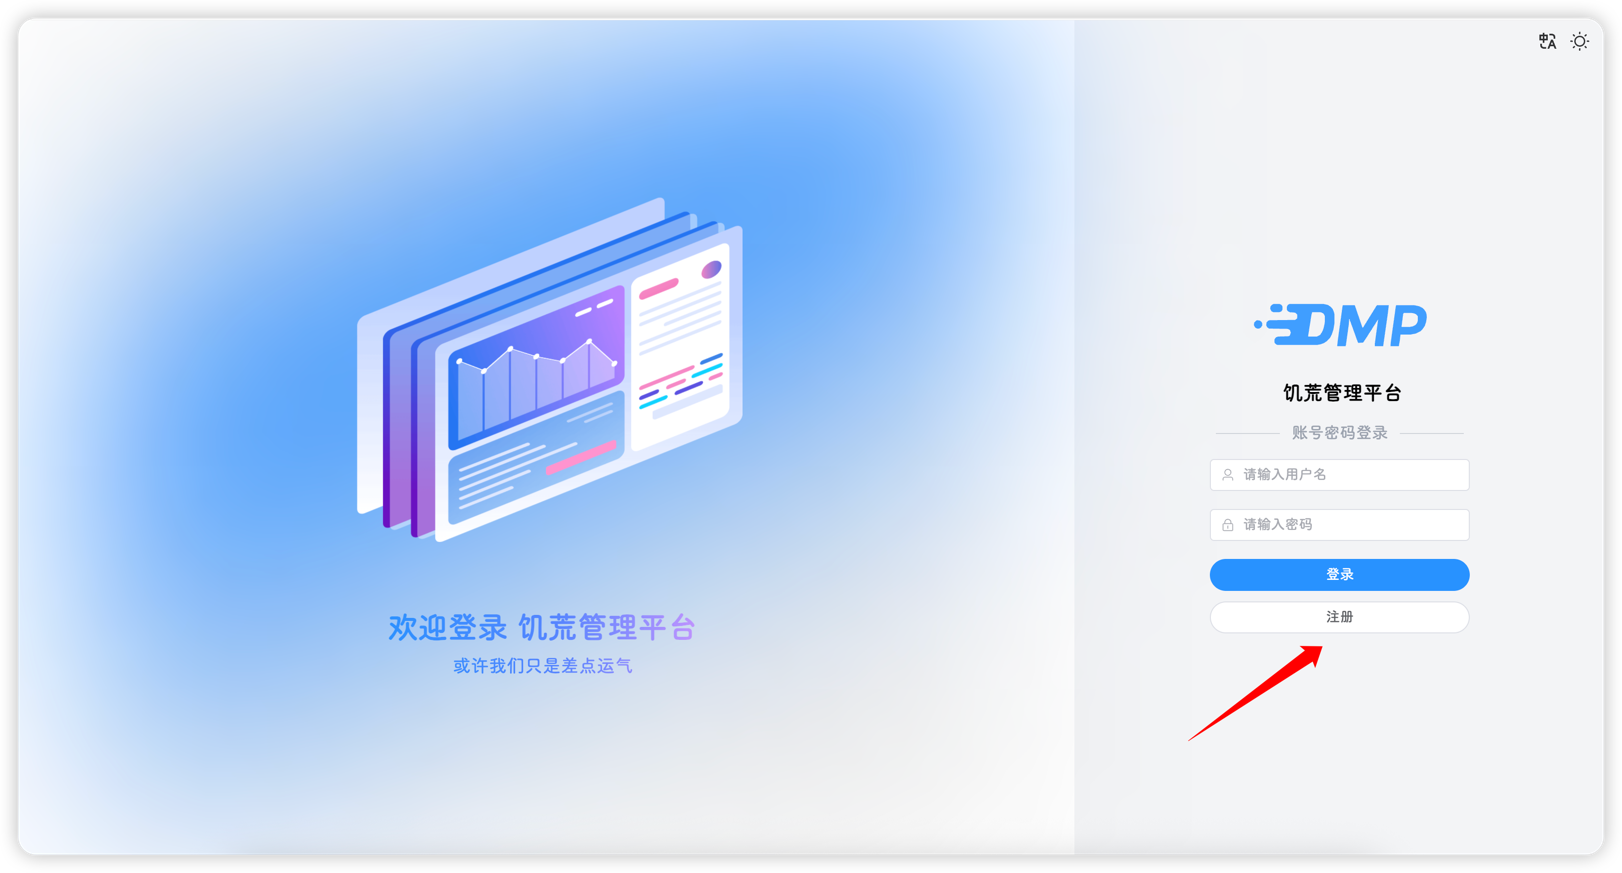 中A
DMP
饥荒管理平台
账号密码登录
请输入用户名
请输入密码
登录
注册
欢迎登录 饥荒管理平台
或许我们只是差点运气